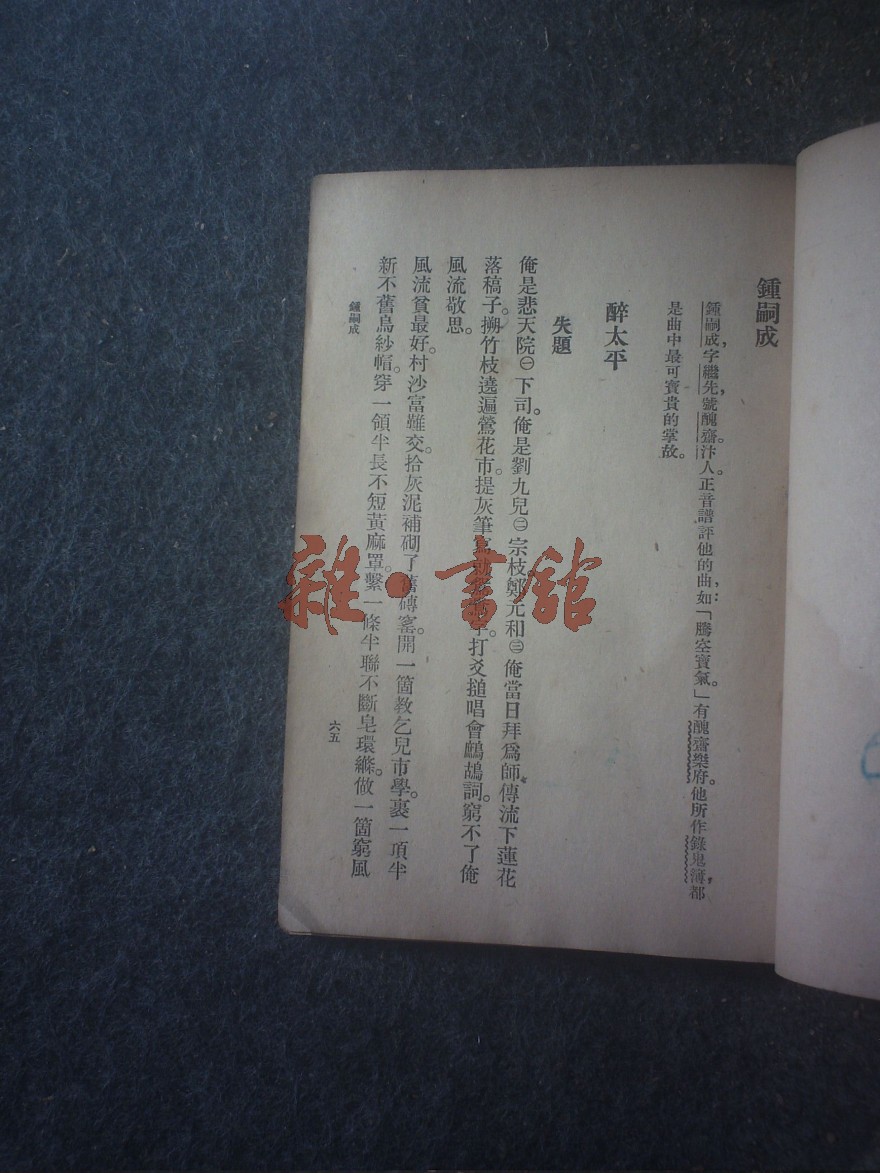 鍾嗣成
鍾嗣成，字繼先，號醜齋。汴人。正音譜評他的曲，如：「騰空寶氣。」有醜齋樂府。他所作錄鬼簿，都
是曲中最可寶貴的掌故。
醉太平
失題
俺是悲天院㊀下司。俺是劉九兒㊁宗枝。鄭元和㊂俺當日拜爲師。傳流下蓮花
落稿子。搠竹枝遶遍鶯花市。提灰筆寫 字。打爻搥唱會鷓鴣詞。窮不了俺
風流敬思。
風流貧最好。村沙富難交。拾灰泥補砌了舊磚窰。開一箇教乞兒市學。裹一項半
新不舊烏紗帽。穿一領半長不短黃麻罩。繫一條半聯不斷皂環縧。做一箇窮風
鍾嗣成
六五
雜·書館